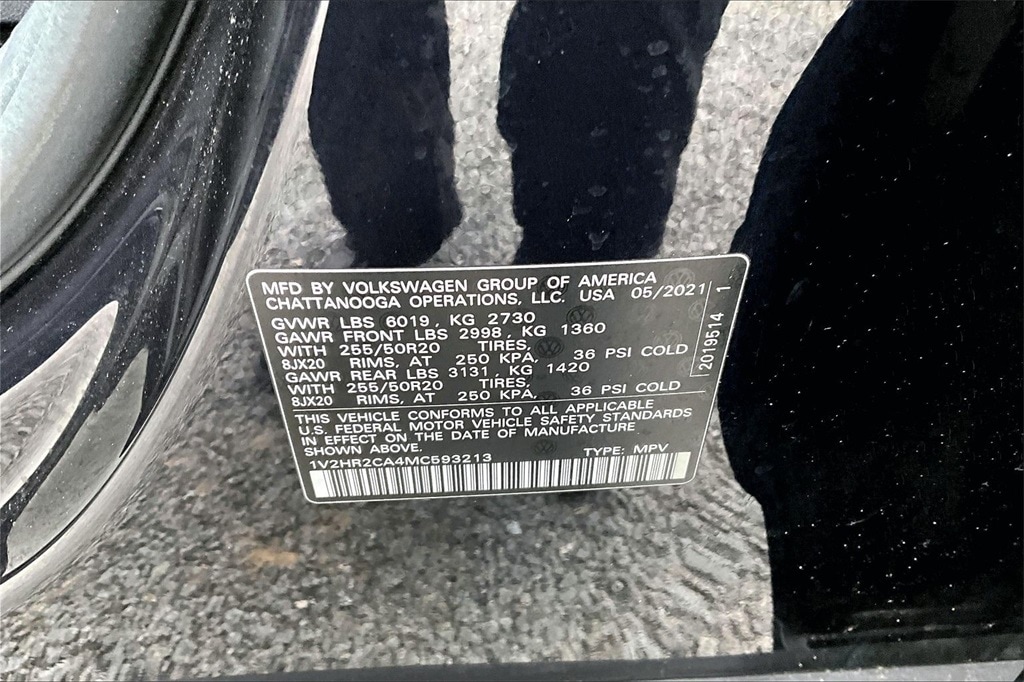 MFD BY VOLKSWAGEN GROUP OF AMERICA
CHATTANOOGA OPERATIONS, LLC. USA 05/2021
GVWR LBS 6019, KG 2730
GAWR FRONT LBS 2998, KG 1360
WITH 255/50R20 TIRES,
8JX20 RIMS, AT 250 KPA, 36 PSI COLD
GAWR REAR LBS 3131, KG 1420
WITH 255/50R20 TIRES,
8JX20 RIMS, AT 250 KPA, 36 PSI COLD
2019514 1
THIS VEHICLE CONFORMS TO ALL APPLICABLE
U.S. FEDERAL MOTOR VEHICLE SAFETY STANDARDS
IN EFFECT ON THE DATE OF MANUFACTURE
SHOWN ABOVE.
1V2HR2CA4MC593213 TYPE: MPV